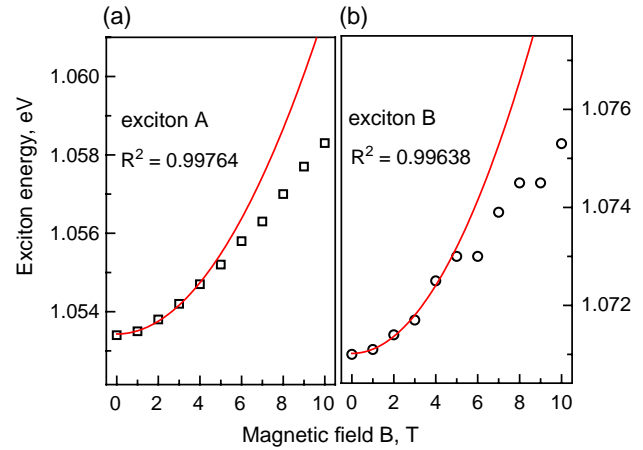 (a)
(b)
Exciton energy, eV
1.060
1.058
1.056
1.054
exciton A
R² = 0.99764
0 2 4 6 8 10
exciton B
R² = 0.99638
0 2 4 6 8 10
1.076
1.074
1.072
Magnetic field B, T